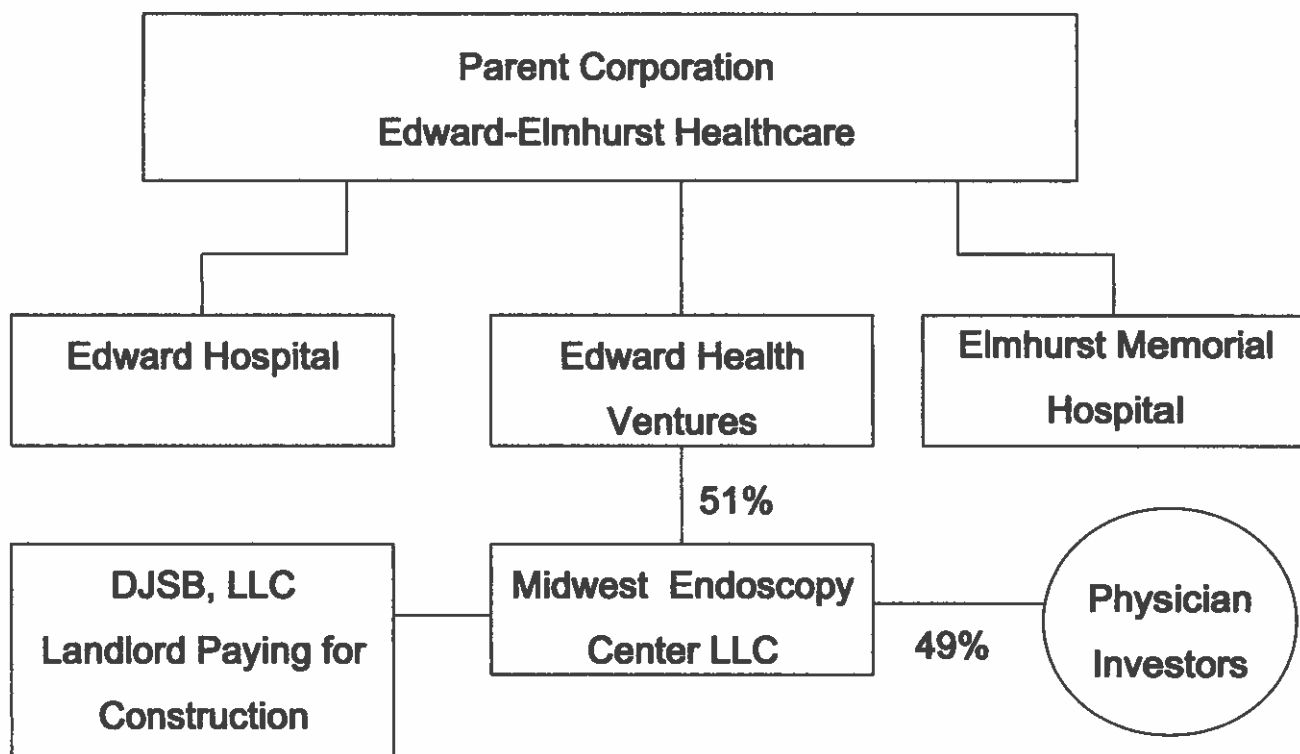 Parent Corporation
Edward-Elmhurst Healthcare
Edward Hospital
Edward Health
Ventures
Elmhurst Memorial
Hospital
51%
DJSB, LLC
Landlord Paying for
Construction
Midwest Endoscopy
Center LLC
49%
Physician
Investors